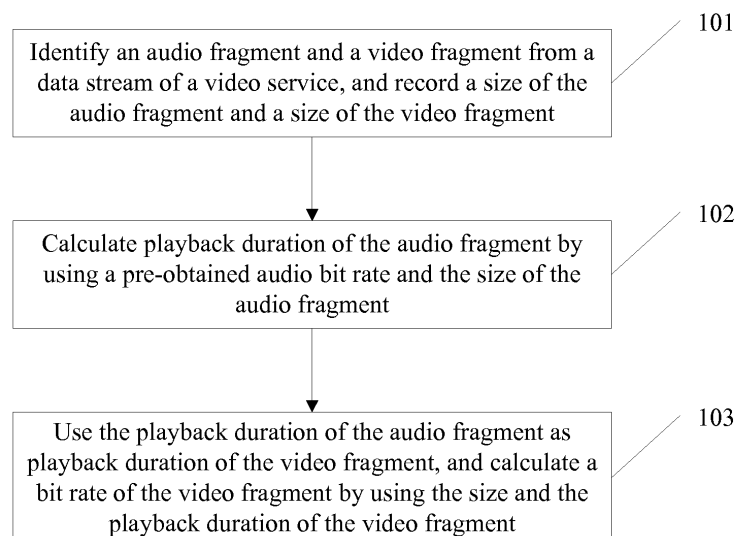 101
Identify an audio fragment and a video fragment from a
data stream of a video service, and record a size of the
audio fragment and a size of the video fragment
102
Calculate playback duration of the audio fragment by
using a pre-obtained audio bit rate and the size of the
audio fragment
103
Use the playback duration of the audio fragment as
playback duration of the video fragment, and calculate a
bit rate of the video fragment by using the size and the
playback duration of the video fragment